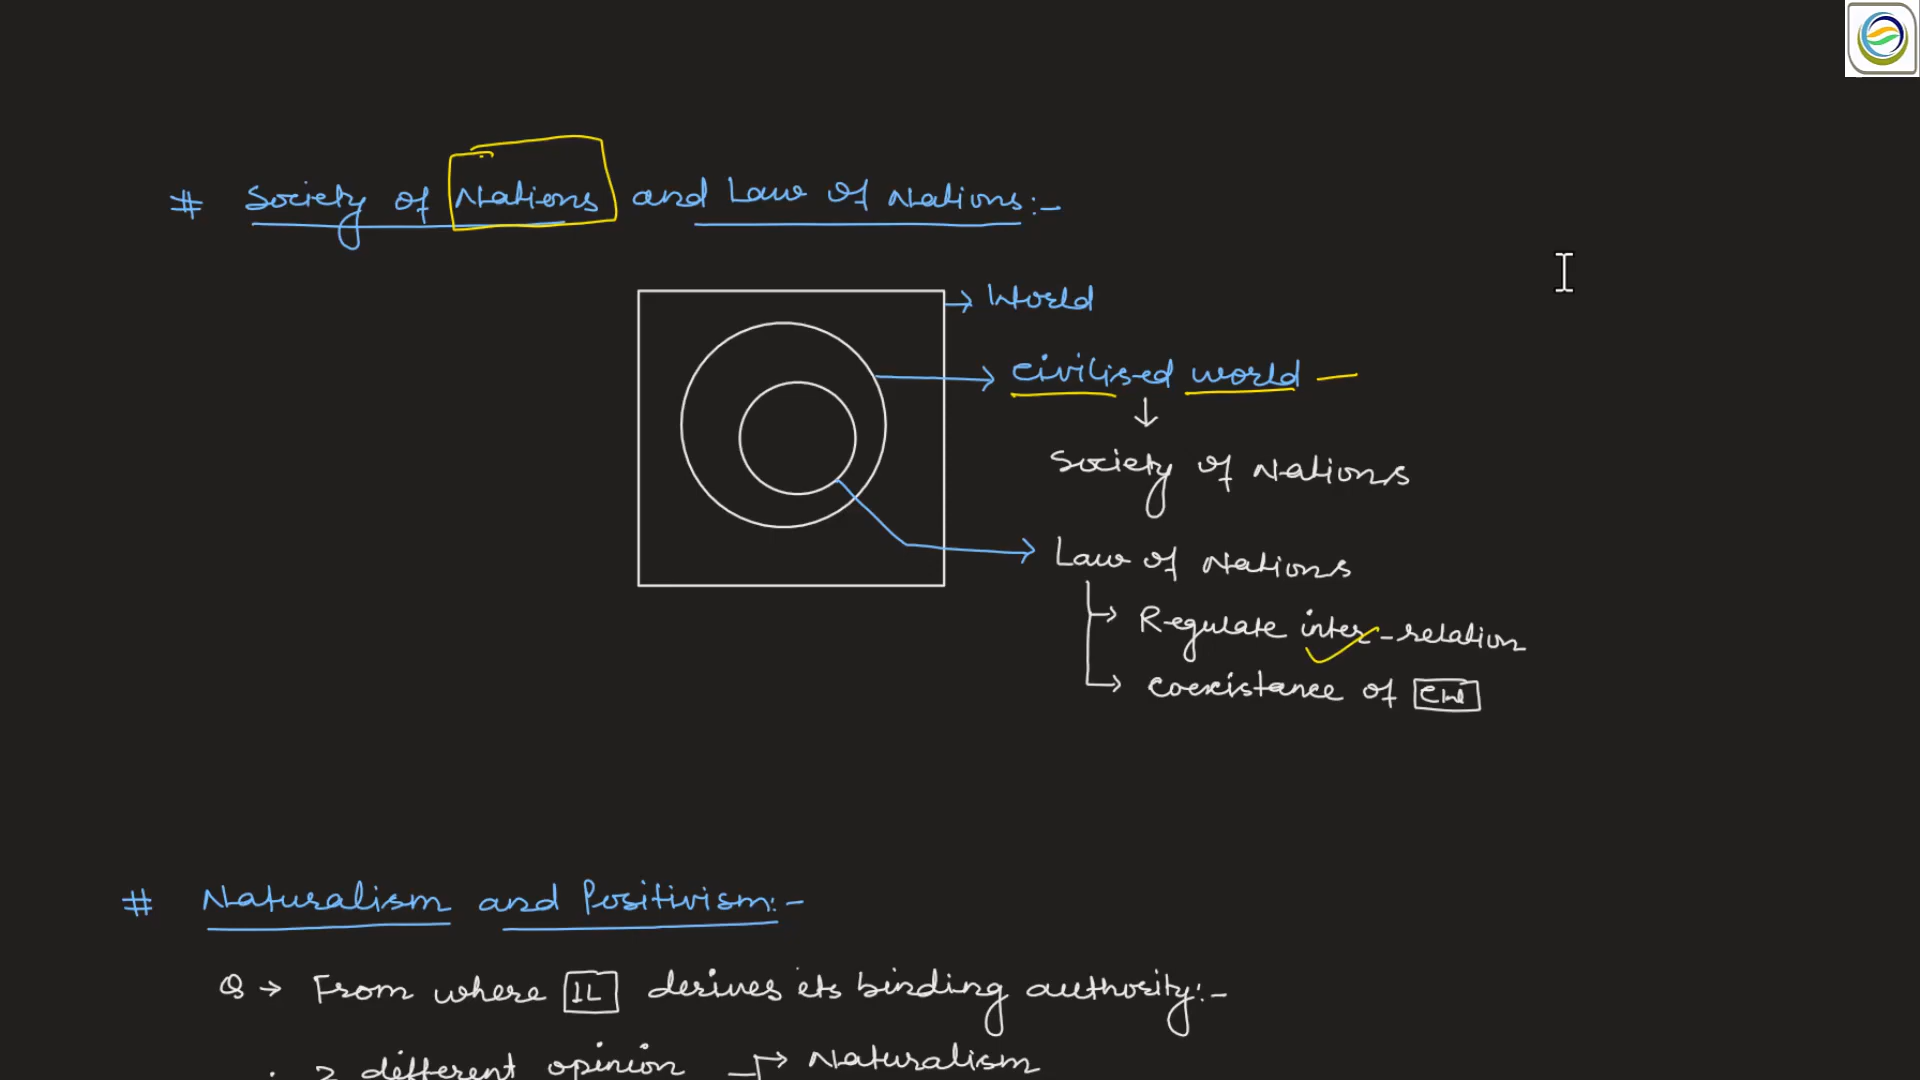 # Society of Nations and Law of Nations:-
→ World
→ Civilised world —
↓
Society of Nations
→ Law of Nations
→ Regulate inter-relation
→ Coexistance of CW
# Naturalism and Positivism:-
Q → From where IL derives its binding authority:-
. 2 different opinion → Naturalism